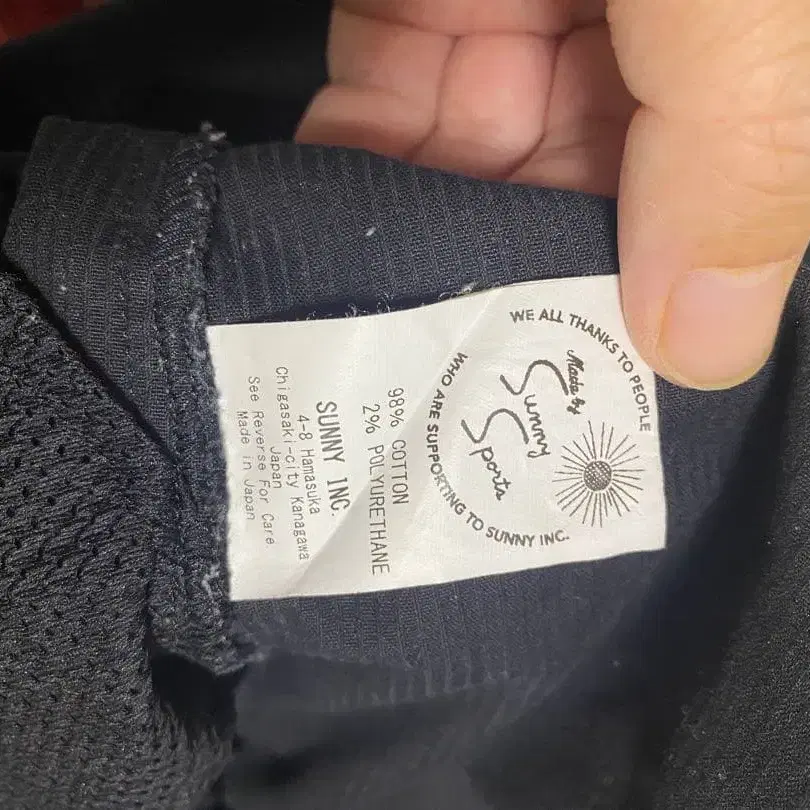 WE ALL THANKS TO PEOPLE
WHO ARE SUPPORTING TO SUNNY INC.
Made by
Sunny
Sports
98% COTTON
2% POLYURETHANE
SUNNY INC.
4-8 Hamasuka
Chigasaki-city Kanagawa
Japan
See Reverse For Care
Made in Japan